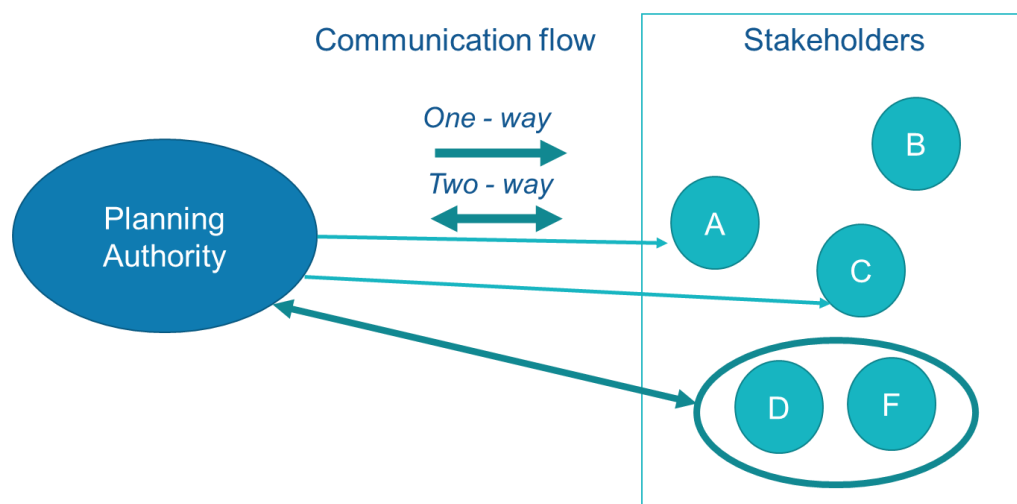 Communication flow
Stakeholders
One - way
Two - way
Planning
Authority
A
B
C
D
F